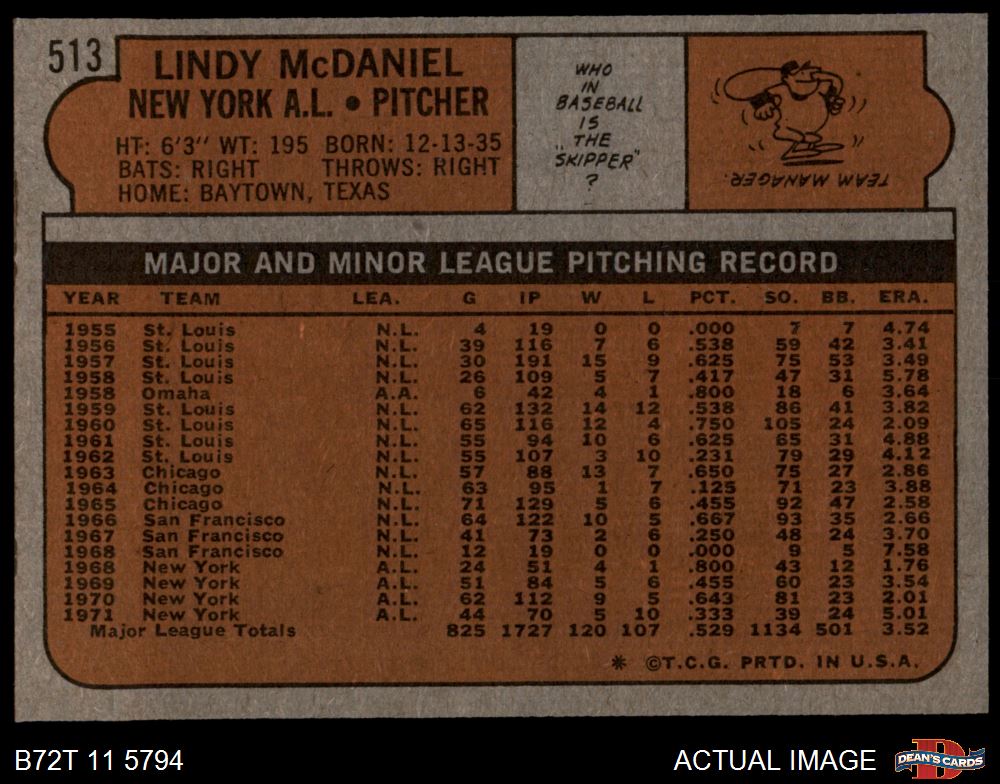 513
LINDY McDANIEL
NEW YORK A.L. • PITCHER
HT: 6'3" WT: 195 BORN: 12-13-35
BATS: RIGHT THROWS: RIGHT
HOME: BAYTOWN, TEXAS
WHO
IN
BASEBALL
IS
"THE
SKIPPER"
?
TEAM MANAGER.
MAJOR AND MINOR LEAGUE PITCHING RECORD
YEAR TEAM LEA. G IP W L PCT. SO. BB. ERA.
1955 St. Louis N.L. 4 19 0 0 .000 7 7 4.74
1956 St. Louis N.L. 39 116 7 6 .538 59 42 3.41
1957 St. Louis N.L. 30 191 15 9 .625 75 53 3.49
1958 St. Louis N.L. 26 109 5 7 .417 47 31 5.78
1958 Omaha A.A. 6 42 4 1 .800 18 6 3.64
1959 St. Louis N.L. 62 132 14 12 .538 86 41 3.82
1960 St. Louis N.L. 65 116 12 4 .750 105 24 2.09
1961 St. Louis N.L. 55 94 10 6 .625 65 31 4.88
1962 St. Louis N.L. 55 107 3 10 .231 79 29 4.12
1963 Chicago N.L. 57 88 13 7 .650 75 27 2.86
1964 Chicago N.L. 63 95 1 7 .125 71 23 3.88
1965 Chicago N.L. 71 129 5 6 .455 92 47 2.58
1966 San Francisco N.L. 64 122 10 5 .667 93 35 2.66
1967 San Francisco N.L. 41 73 2 6 .250 48 24 3.70
1968 San Francisco N.L. 12 19 0 0 .000 9 5 7.58
1968 New York A.L. 24 51 4 1 .800 43 12 1.76
1969 New York A.L. 51 84 5 6 .455 60 23 3.54
1970 New York A.L. 62 112 9 5 .643 81 23 2.01
1971 New York A.L. 44 70 5 10 .333 39 24 5.01
Major League Totals 825 1727 120 107 .529 1134 501 3.52
* ©T.C.G. PRTD. IN U.S.A.
B72T 11 5794
ACTUAL IMAGE
D
DEAN'S CARDS